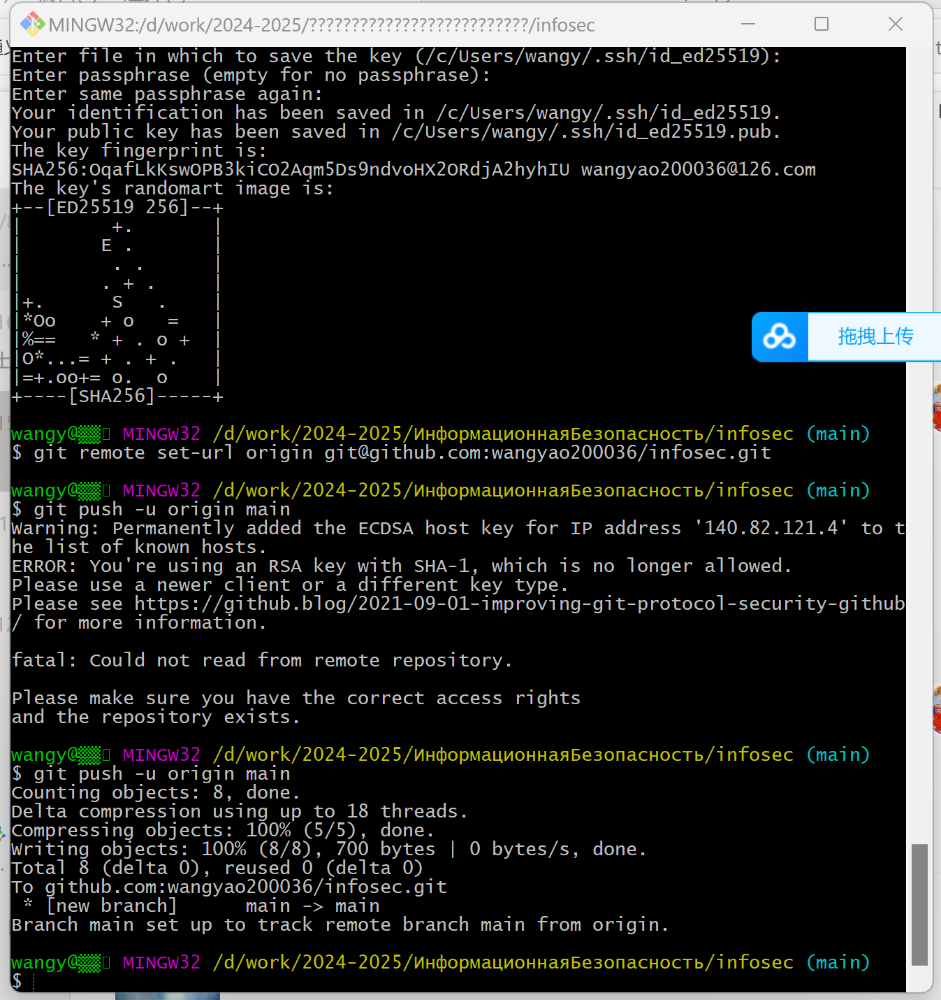 MINGW32:/d/work/2024-2025/??????????????????????????/infosec
Enter file in which to save the key (/c/Users/wangy/.ssh/id_ed25519):
Enter passphrase (empty for no passphrase):
Enter same passphrase again:
Your identification has been saved in /c/Users/wangy/.ssh/id_ed25519.
Your public key has been saved in /c/Users/wangy/.ssh/id_ed25519.pub.
The key fingerprint is:
SHA256:OqafLkKswOPB3kiCO2Aqm5Ds9ndvoHX2ORdjA2hyhIU wangyao200036@126.com
The key's randomart image is:
+--[ED25519 256]--+
|        +.       |
|       E .       |
|        . .      |
|       . + .     |
|+.      S   .    |
|*Oo    + o   =   |
|%==   * + . o +  |
|O*...= + . + .   |
|=+.oo+= o.  o    |
+----[SHA256]-----+
拖拽上传
wangy@▒▒ MINGW32 /d/work/2024-2025/ИнформационнаяБезопасность/infosec (main)
$ git remote set-url origin git@github.com:wangyao200036/infosec.git
wangy@▒▒ MINGW32 /d/work/2024-2025/ИнформационнаяБезопасность/infosec (main)
$ git push -u origin main
Warning: Permanently added the ECDSA host key for IP address '140.82.121.4' to t
he list of known hosts.
ERROR: You're using an RSA key with SHA-1, which is no longer allowed.
Please use a newer client or a different key type.
Please see https://github.blog/2021-09-01-improving-git-protocol-security-github
/ for more information.
fatal: Could not read from remote repository.
Please make sure you have the correct access rights
and the repository exists.
wangy@▒▒ MINGW32 /d/work/2024-2025/ИнформационнаяБезопасность/infosec (main)
$ git push -u origin main
Counting objects: 8, done.
Delta compression using up to 18 threads.
Compressing objects: 100% (5/5), done.
Writing objects: 100% (8/8), 700 bytes | 0 bytes/s, done.
Total 8 (delta 0), reused 0 (delta 0)
To github.com:wangyao200036/infosec.git
 * [new branch]      main -> main
Branch main set up to track remote branch main from origin.
wangy@▒▒ MINGW32 /d/work/2024-2025/ИнформационнаяБезопасность/infosec (main)
$